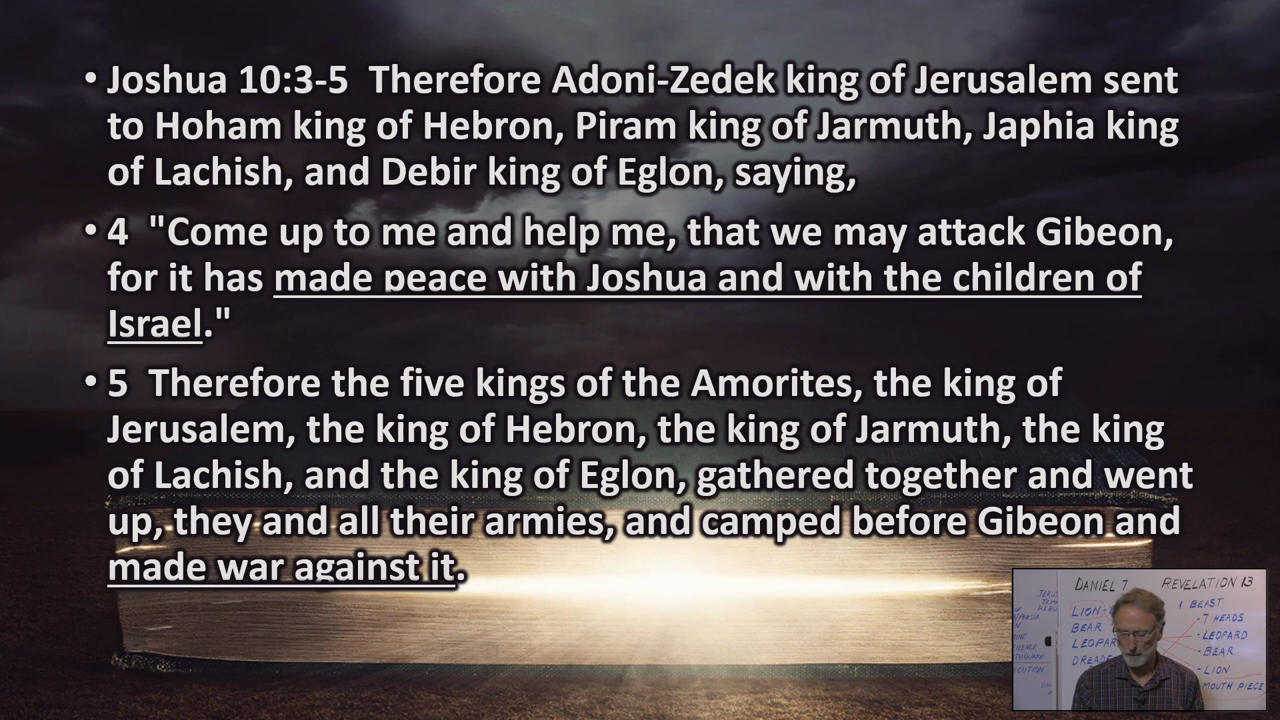 • Joshua 10:3-5  Therefore Adoni-Zedek king of Jerusalem sent
to Hoham king of Hebron, Piram king of Jarmuth, Japhia king
of Lachish, and Debir king of Eglon, saying,
• 4  "Come up to me and help me, that we may attack Gibeon,
for it has made peace with Joshua and with the children of
Israel."
• 5  Therefore the five kings of the Amorites, the king of
Jerusalem, the king of Hebron, the king of Jarmuth, the king
of Lachish, and the king of Eglon, gathered together and went
up, they and all their armies, and camped before Gibeon and
made war against it.
DANIEL 7
LION
BEAR
REVELATION 13
1 BEAST
- 7 HEADS
- LEOPARD
- BEAR
- LION
MOUTH PIECE